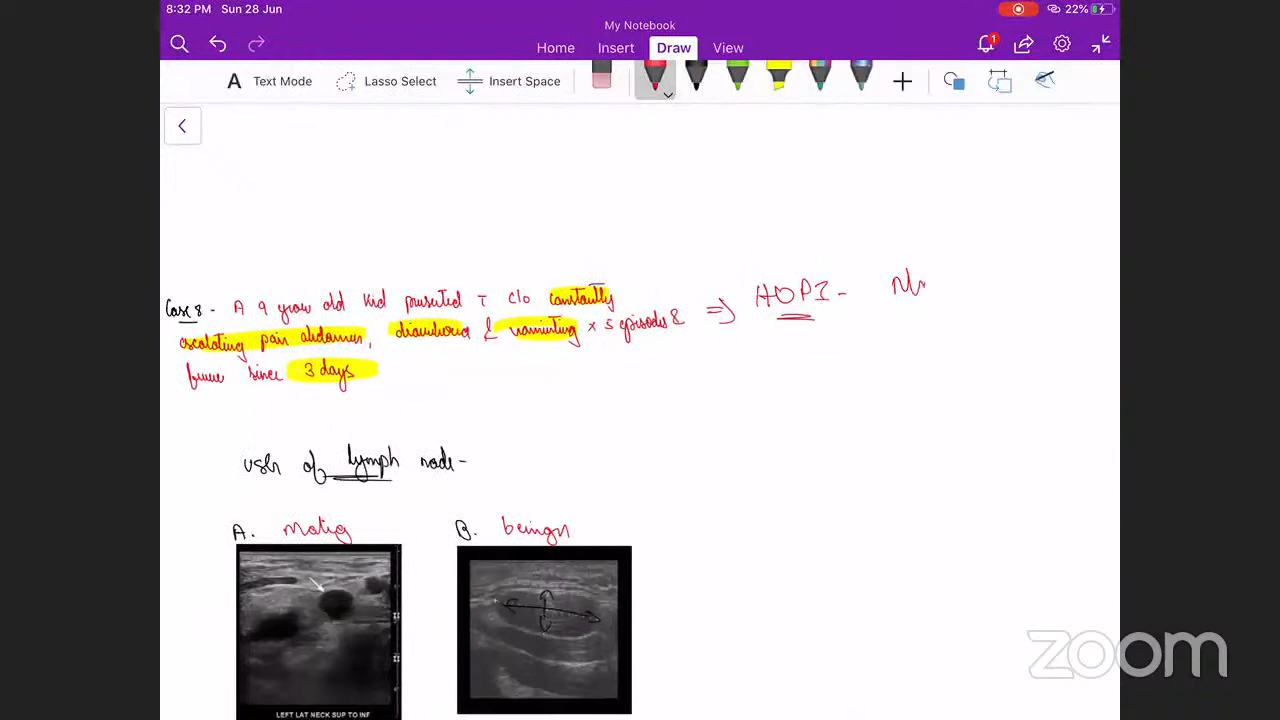 8:32 PM Sun 28 Jun
22%
My Notebook
Home Insert Draw View
1
A Text Mode Lasso Select Insert Space
Case 8 - A 9 year old kid presented c c/o constantly
escalating pain abdomen, diarrhoea & vomiting x 5 episodes &
fever since 3 days
⇒ HOPI -
USG of lymph node -
A. Malig
B. beingn
LEFT LAT NECK SUP TO INF
zoom